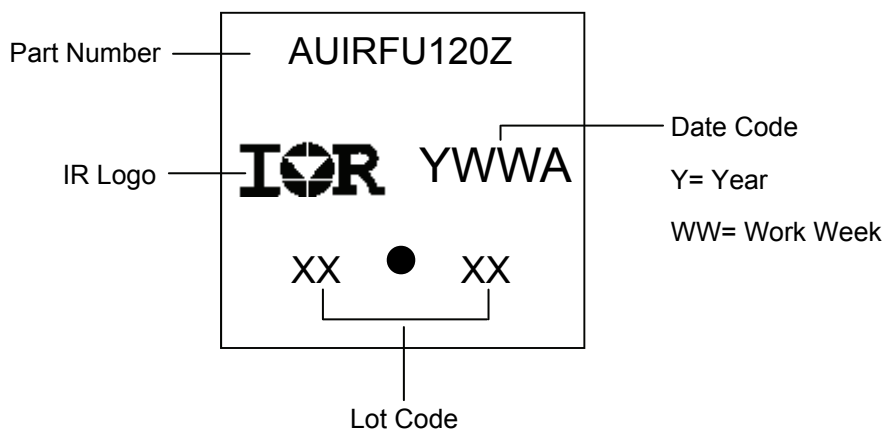 Part Number
AUIRFU120Z
IR Logo
IOR
YWWA
Date Code
Y= Year
WW= Work Week
XX
XX
Lot Code